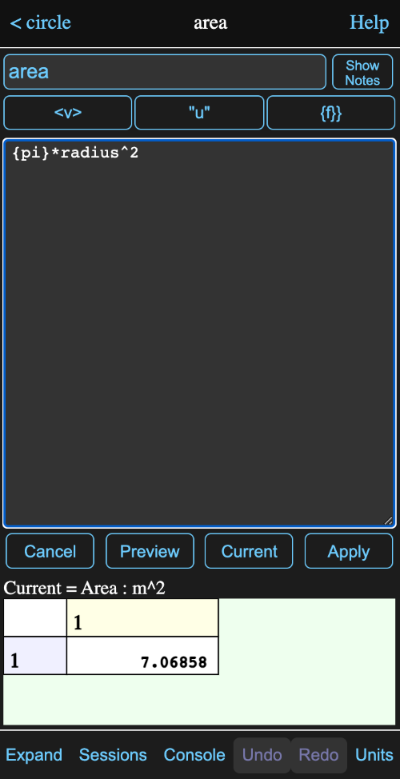 < circle area Help
area Show
Notes
<v> "u" {f}}
{pi}*radius^2
Cancel Preview Current Apply
Current = Area : m^2
1
1 7.06858
Expand Sessions Console Undo Redo Units